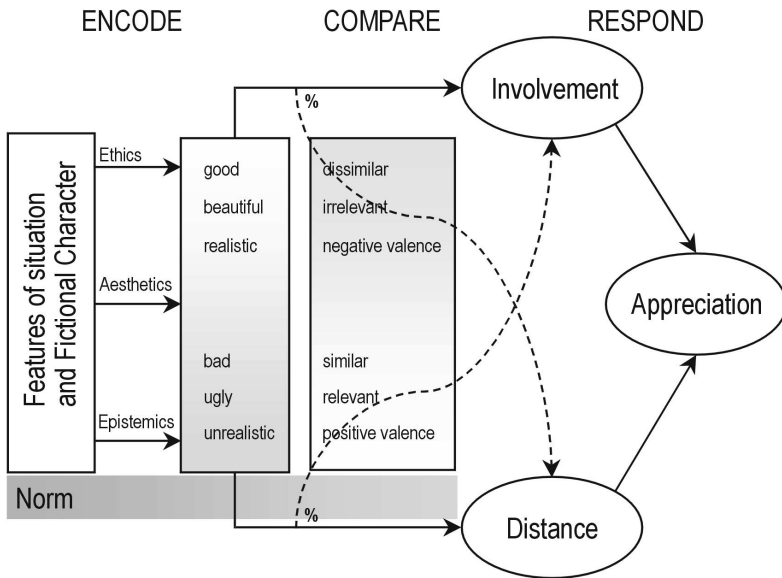 ENCODE
COMPARE
RESPOND
%
Involvement
Features of situation
and Fictional Character
Ethics
Aesthetics
Epistemics
good
beautiful
realistic
bad
ugly
unrealistic
dissimilar
irrelevant
negative valence
similar
relevant
positive valence
Appreciation
Norm
%
Distance